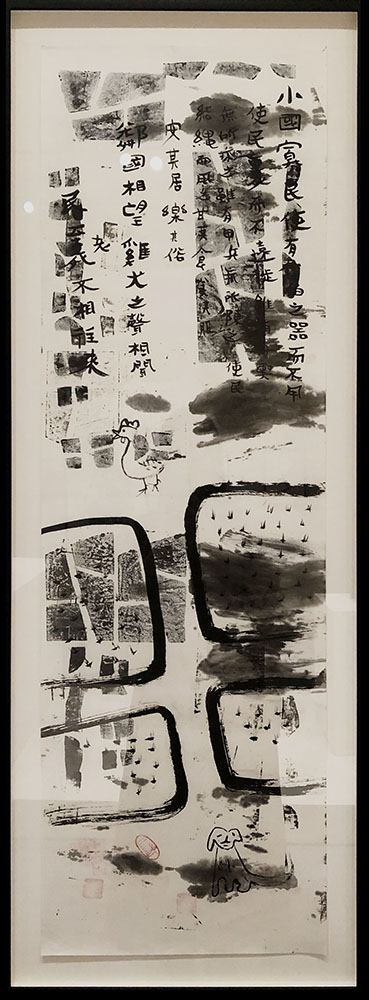 小國寡民使有伯之器而不用
使民重死而不遠徙雖有
無所乘之雖有甲兵無所陳之使民
結繩而用之甘其食美其服
安其居樂其俗
鄰國相望雞犬之聲相聞
民至老死不相往來